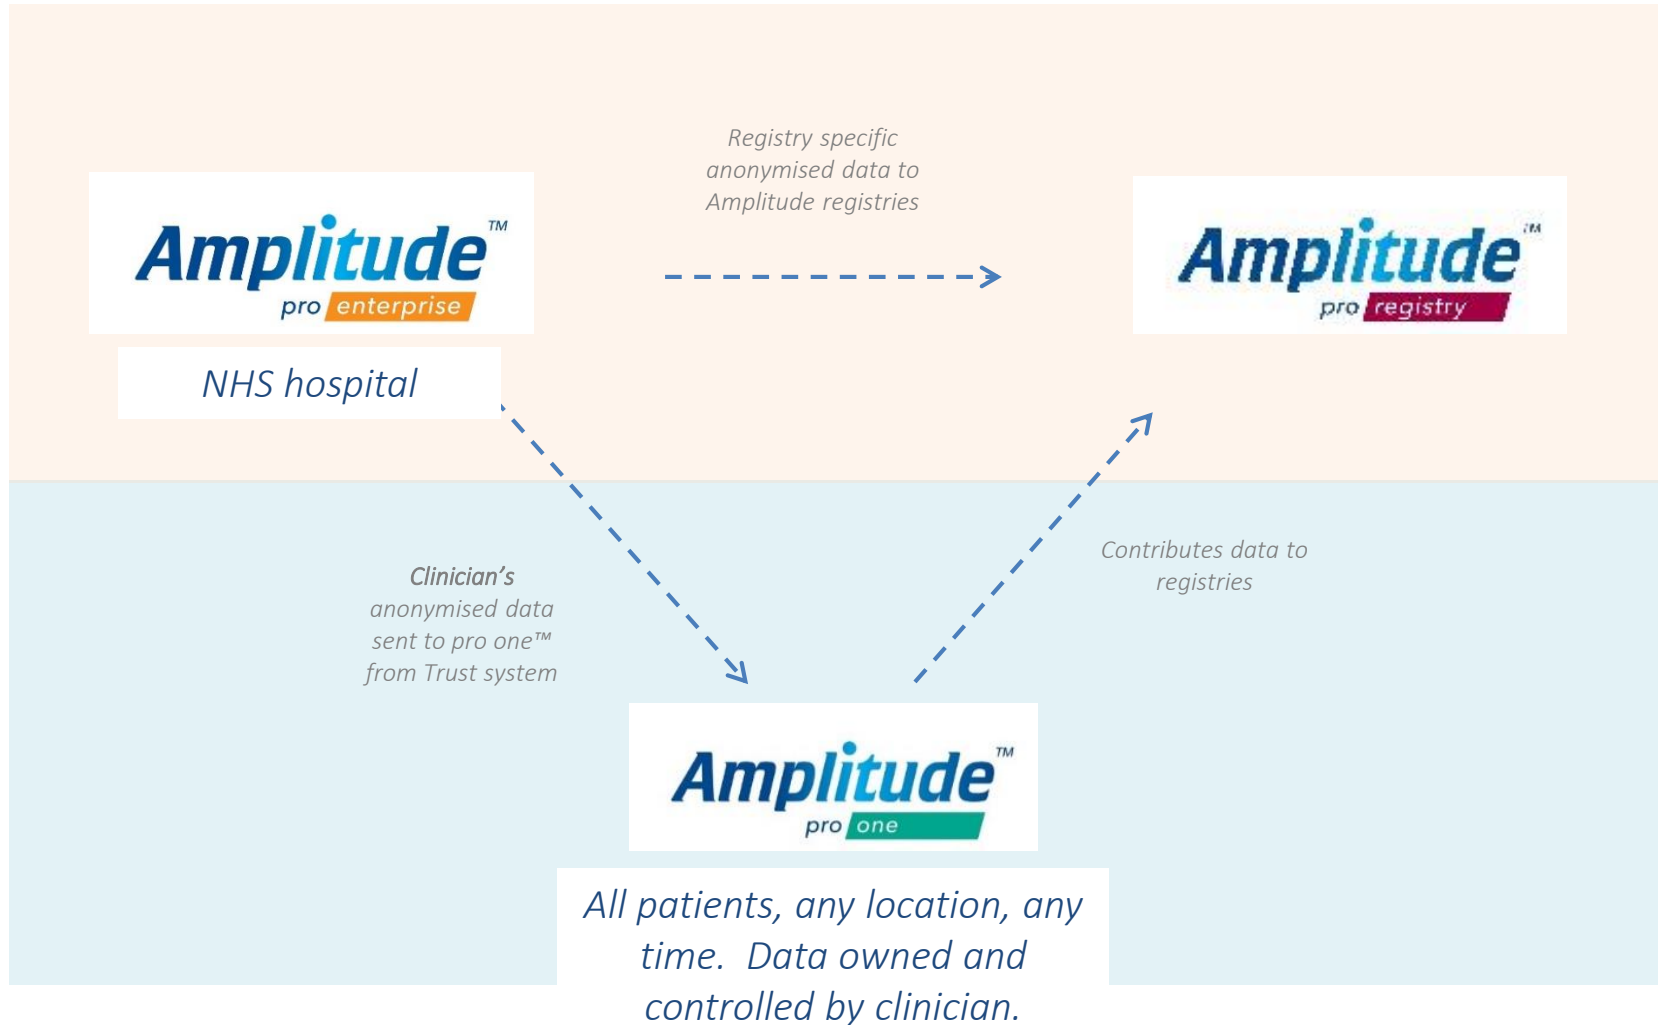 Registry specific
anonymised data to
Amplitude registries
Amplitude™
pro enterprise
NHS hospital
Amplitude™
pro registry
Clinician’s
anonymised data
sent to pro one™
from Trust system
Contributes data to
registries
Amplitude™
pro one
All patients, any location, any
time.  Data owned and
controlled by clinician.